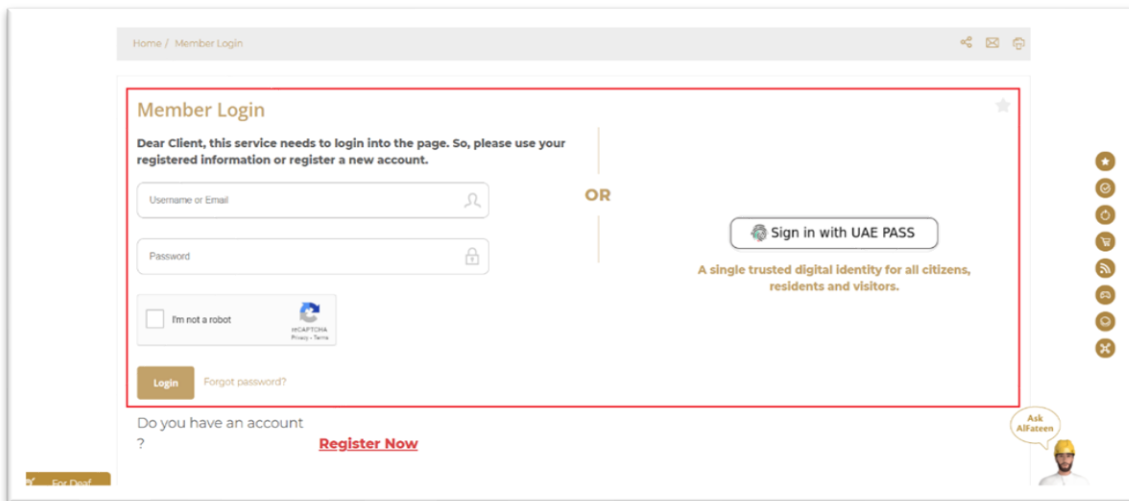 Home / Member Login
Member Login
Dear Client, this service needs to login into the page. So, please use your
registered information or register a new account.
Username or Email
Password
I'm not a robot
reCAPTCHA
Privacy - Terms
Login
Forgot password?
OR
Sign in with UAE PASS
A single trusted digital identity for all citizens,
residents and visitors.
Do you have an account
?
Register Now
Ask
AlFateen
For Deaf